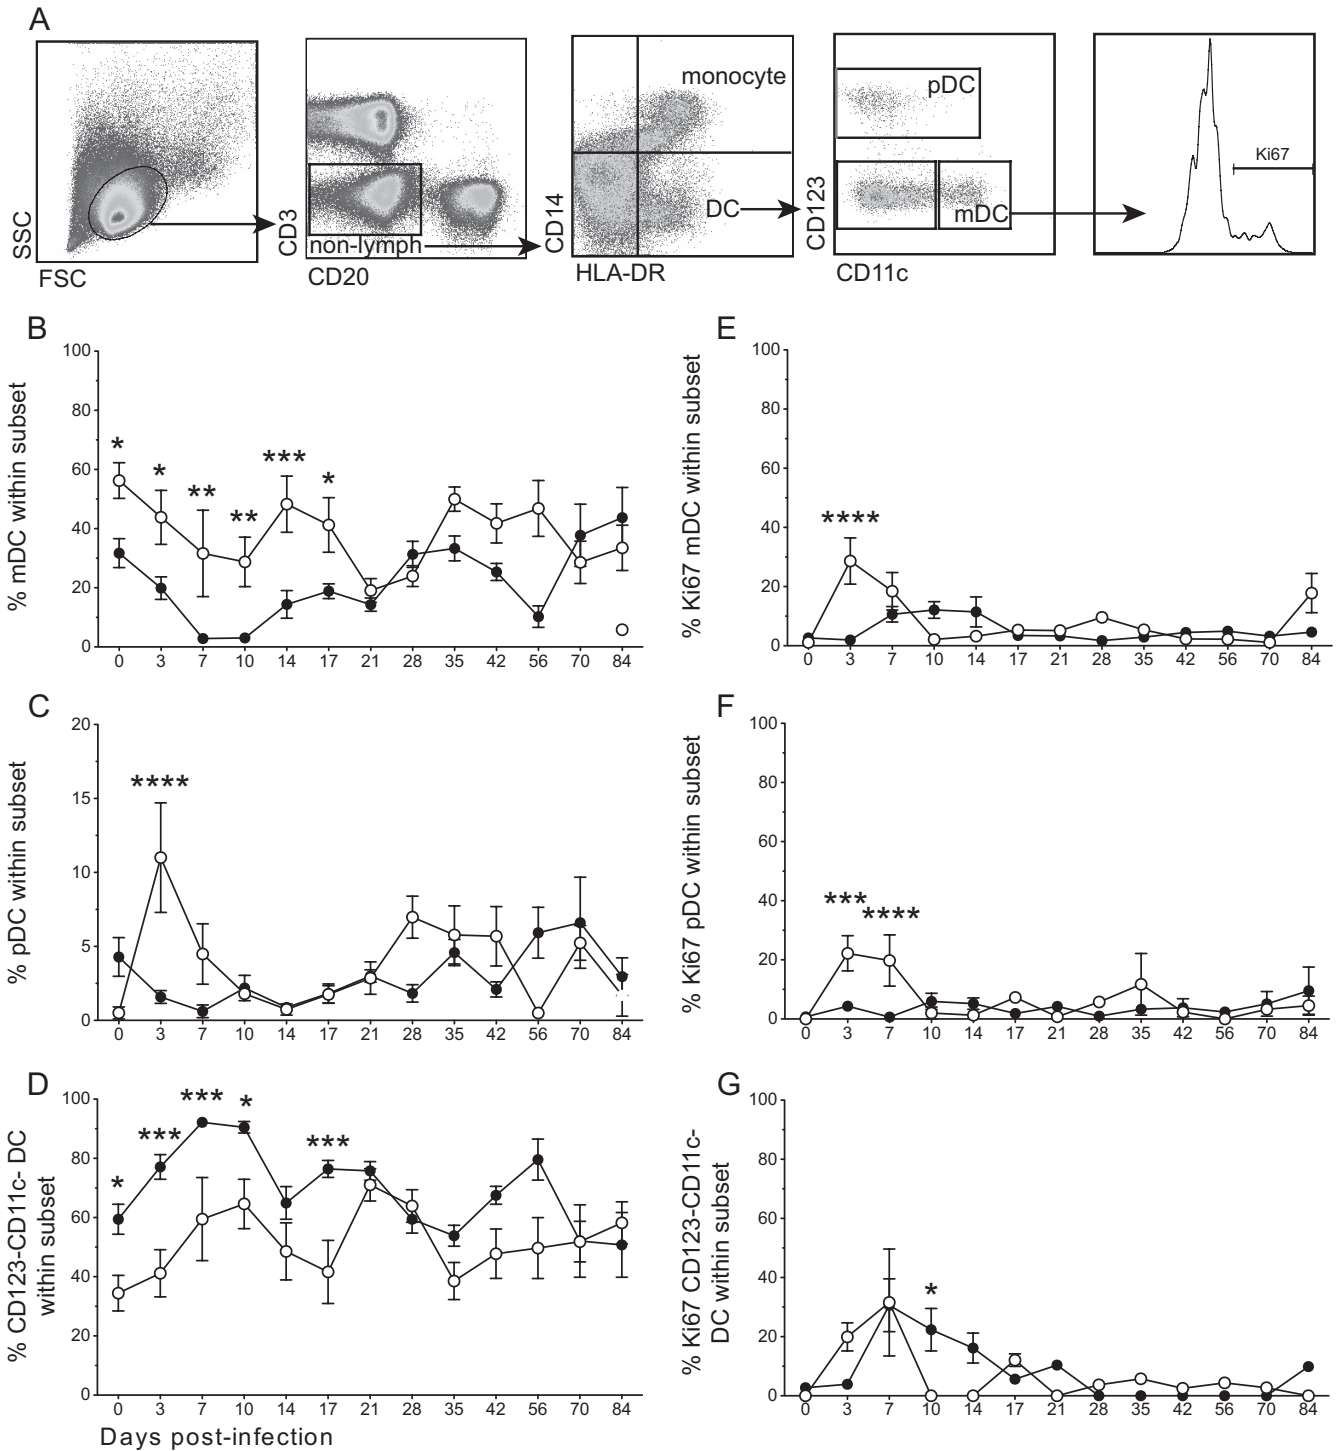 A
SSC
FSC
CD3
CD20
non-lymph
CD14
HLA-DR
monocyte
DC
CD123
CD11c
pDC
mDC
Ki67
B
% mDC within subset
100
80
60
40
20
0
* * ** ** *** *
0 3 7 10 14 17 21 28 35 42 56 70 84
E
% Ki67 mDC within subset
100
80
60
40
20
0
****
0 3 7 10 14 17 21 28 35 42 56 70 84
C
% pDC within subset
20
15
10
5
0
****
0 3 7 10 14 17 21 28 35 42 56 70 84
F
% Ki67 pDC within subset
100
80
60
40
20
0
*** ****
0 3 7 10 14 17 21 28 35 42 56 70 84
D
% CD123-CD11c- DC
within subset
100
80
60
40
20
0
* *** *** * ***
0 3 7 10 14 17 21 28 35 42 56 70 84
Days post-infection
G
% Ki67 CD123-CD11c-
DC within subset
100
80
60
40
20
0
*
0 3 7 10 14 17 21 28 35 42 56 70 84